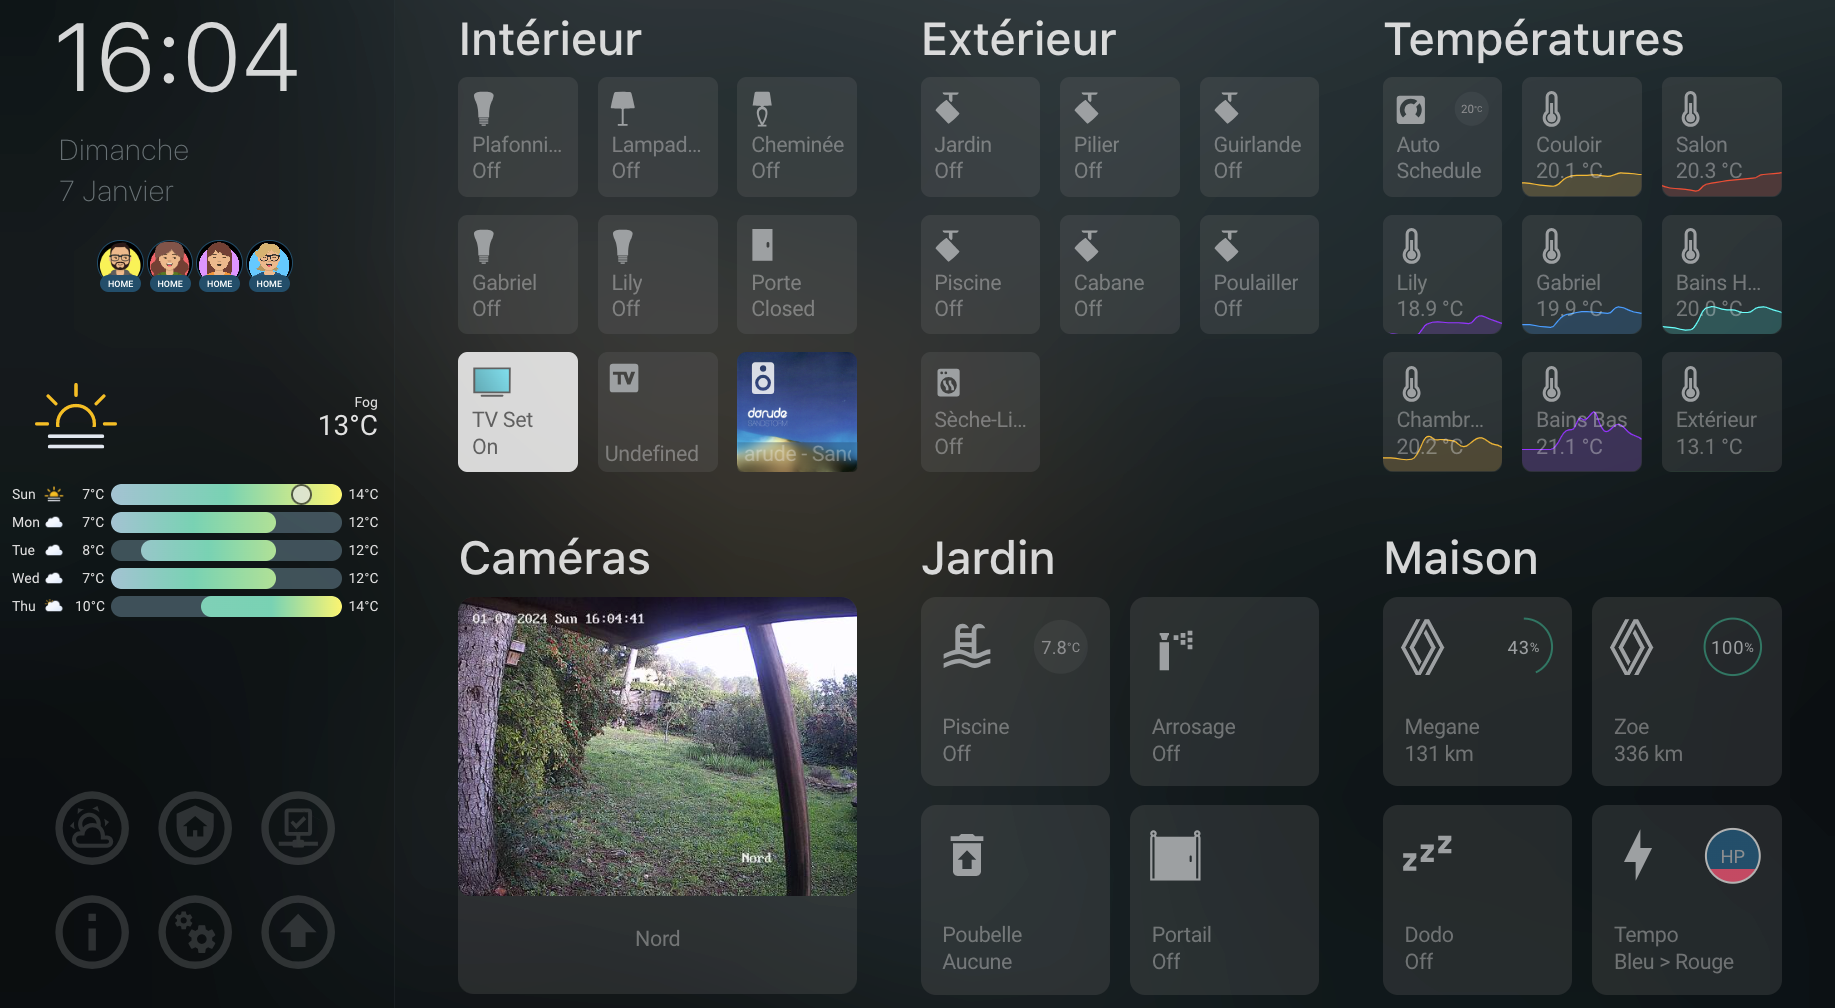 16:04
Dimanche
7 Janvier
HOME
HOME
HOME
HOME
Fog
13°C
Sun 7°C 14°C
Mon 7°C 12°C
Tue 8°C 12°C
Wed 7°C 12°C
Thu 10°C 14°C
Intérieur
Plafonni...
Off
Lampad...
Off
Cheminée
Off
Gabriel
Off
Lily
Off
Porte
Closed
TV Set
On
TV
Undefined
darude
SANDSTORM
arude - Sand
Extérieur
Jardin
Off
Pilier
Off
Guirlande
Off
Piscine
Off
Cabane
Off
Poulailler
Off
Sèche-Li...
Off
Températures
20°C
Auto
Schedule
Couloir
20.1 °C
Salon
20.3 °C
Lily
18.9 °C
Gabriel
19.9 °C
Bains H...
20.0 °C
Chambr...
20.2 °C
Bains Bas
21.1 °C
Extérieur
13.1 °C
Caméras
01-07-2024 Sun 16:04:41
Nord
Nord
Jardin
7.8°C
Piscine
Off
Arrosage
Off
Poubelle
Aucune
Portail
Off
Maison
43%
Megane
131 km
100%
Zoe
336 km
zzz
Dodo
Off
HP
Tempo
Bleu > Rouge